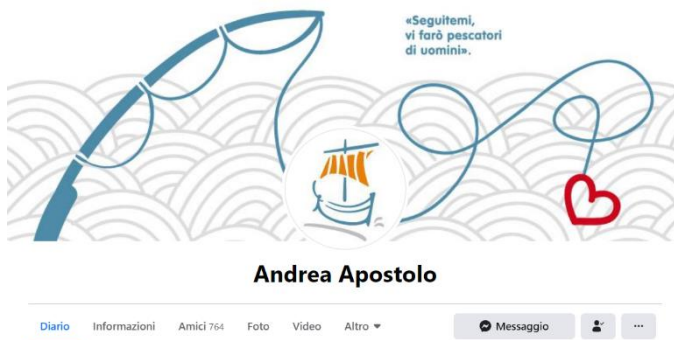 «Seguitemi,
vi farò pescatori
di uomini».
Andrea Apostolo
Diario Informazioni Amici 764 Foto Video Altro Messaggio ...